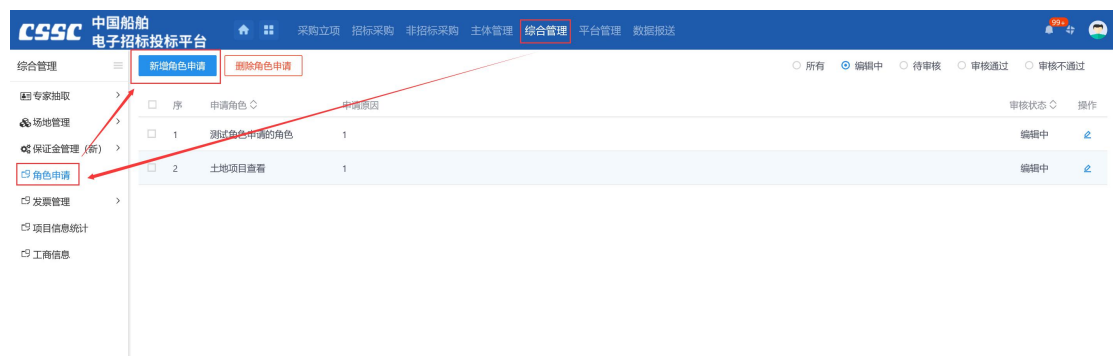 CSSC 中国船舶
电子招标投标平台
采购立项 招标采购 非招标采购 主体管理 综合管理 平台管理 数据报送
99+
综合管理
新增角色申请 删除角色申请
所有 编辑中 待审核 审核通过 审核不通过
专家抽取
场地管理
保证金管理（新）
角色申请
发票管理
项目信息统计
工商信息
序 申请角色 申请原因 审核状态 操作
1 测试角色申请的角色 1 编辑中
2 土地项目查看 1 编辑中